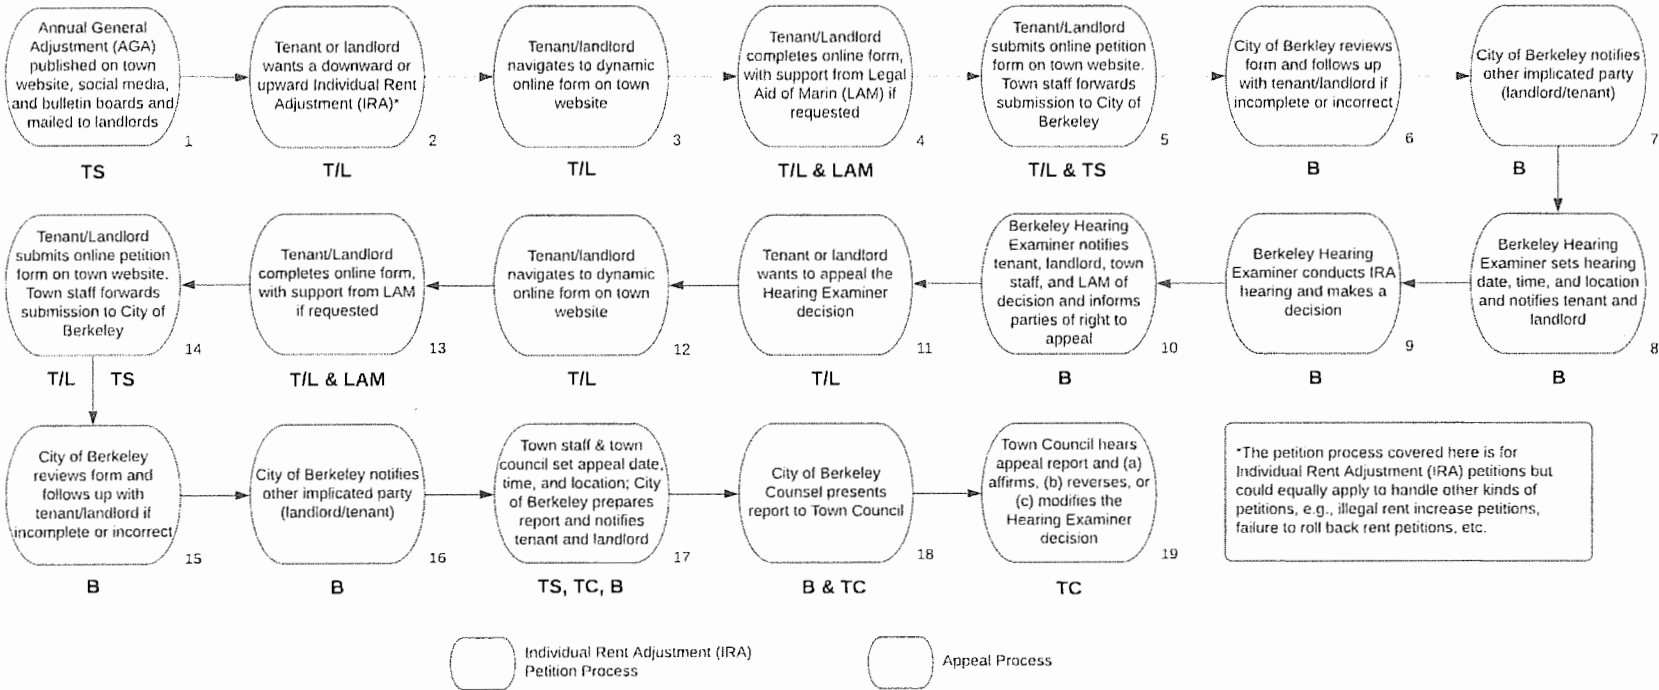 Annual General
Adjustment (AGA)
published on town
website, social media,
and bulletin boards and
mailed to landlords
1
TS
Tenant or landlord
wants a downward or
upward Individual Rent
Adjustment (IRA)*
2
T/L
Tenant/landlord
navigates to dynamic
online form on town
website
3
T/L
Tenant/Landlord
completes online form,
with support from Legal
Aid of Marin (LAM) if
requested
4
T/L & LAM
Tenant/Landlord
submits online petition
form on town website.
Town staff forwards
submission to City of
Berkeley
5
T/L & TS
City of Berkley reviews
form and follows up
with tenant/landlord if
incomplete or incorrect
6
B
City of Berkeley notifies
other implicated party
(landlord/tenant)
7
B
Berkeley Hearing
Examiner sets hearing
date, time, and location
and notifies tenant and
landlord
8
B
Berkeley Hearing
Examiner conducts IRA
hearing and makes a
decision
9
B
Berkeley Hearing
Examiner notifies
tenant, landlord, town
staff, and LAM of
decision and informs
parties of right to
appeal
10
B
Tenant or landlord
wants to appeal the
Hearing Examiner
decision
11
T/L
Tenant/landlord
navigates to dynamic
online form on town
website
12
T/L
Tenant/Landlord
completes online form,
with support from LAM
if requested
13
T/L & LAM
Tenant/Landlord
submits online petition
form on town website.
Town staff forwards
submission to City of
Berkeley
14
T/L TS
City of Berkeley
reviews form and
follows up with
tenant/landlord if
incomplete or incorrect
15
B
City of Berkeley notifies
other implicated party
(landlord/tenant)
16
B
Town staff & town
council set appeal date,
time, and location; City
of Berkeley prepares
report and notifies
tenant and landlord
17
TS, TC, B
City of Berkeley
Counsel presents
report to Town Council
18
B & TC
Town Council hears
appeal report and (a)
affirms, (b) reverses, or
(c) modifies the
Hearing Examiner
decision
19
TC
*The petition process covered here is for
Individual Rent Adjustment (IRA) petitions but
could equally apply to handle other kinds of
petitions, e.g., illegal rent increase petitions,
failure to roll back rent petitions, etc.
Individual Rent Adjustment (IRA)
Petition Process
Appeal Process